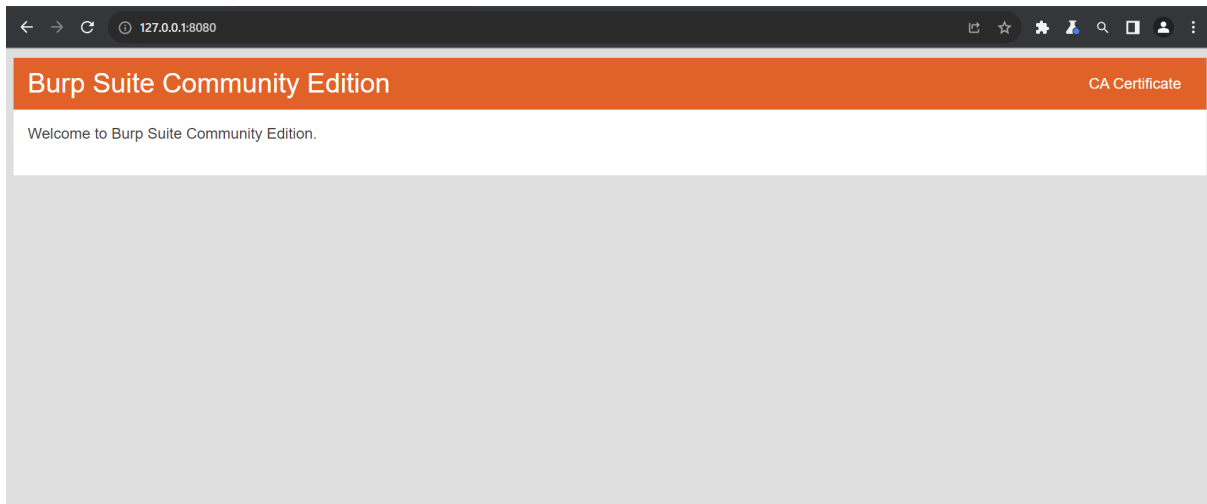 127.0.0.1:8080
Burp Suite Community Edition
CA Certificate
Welcome to Burp Suite Community Edition.